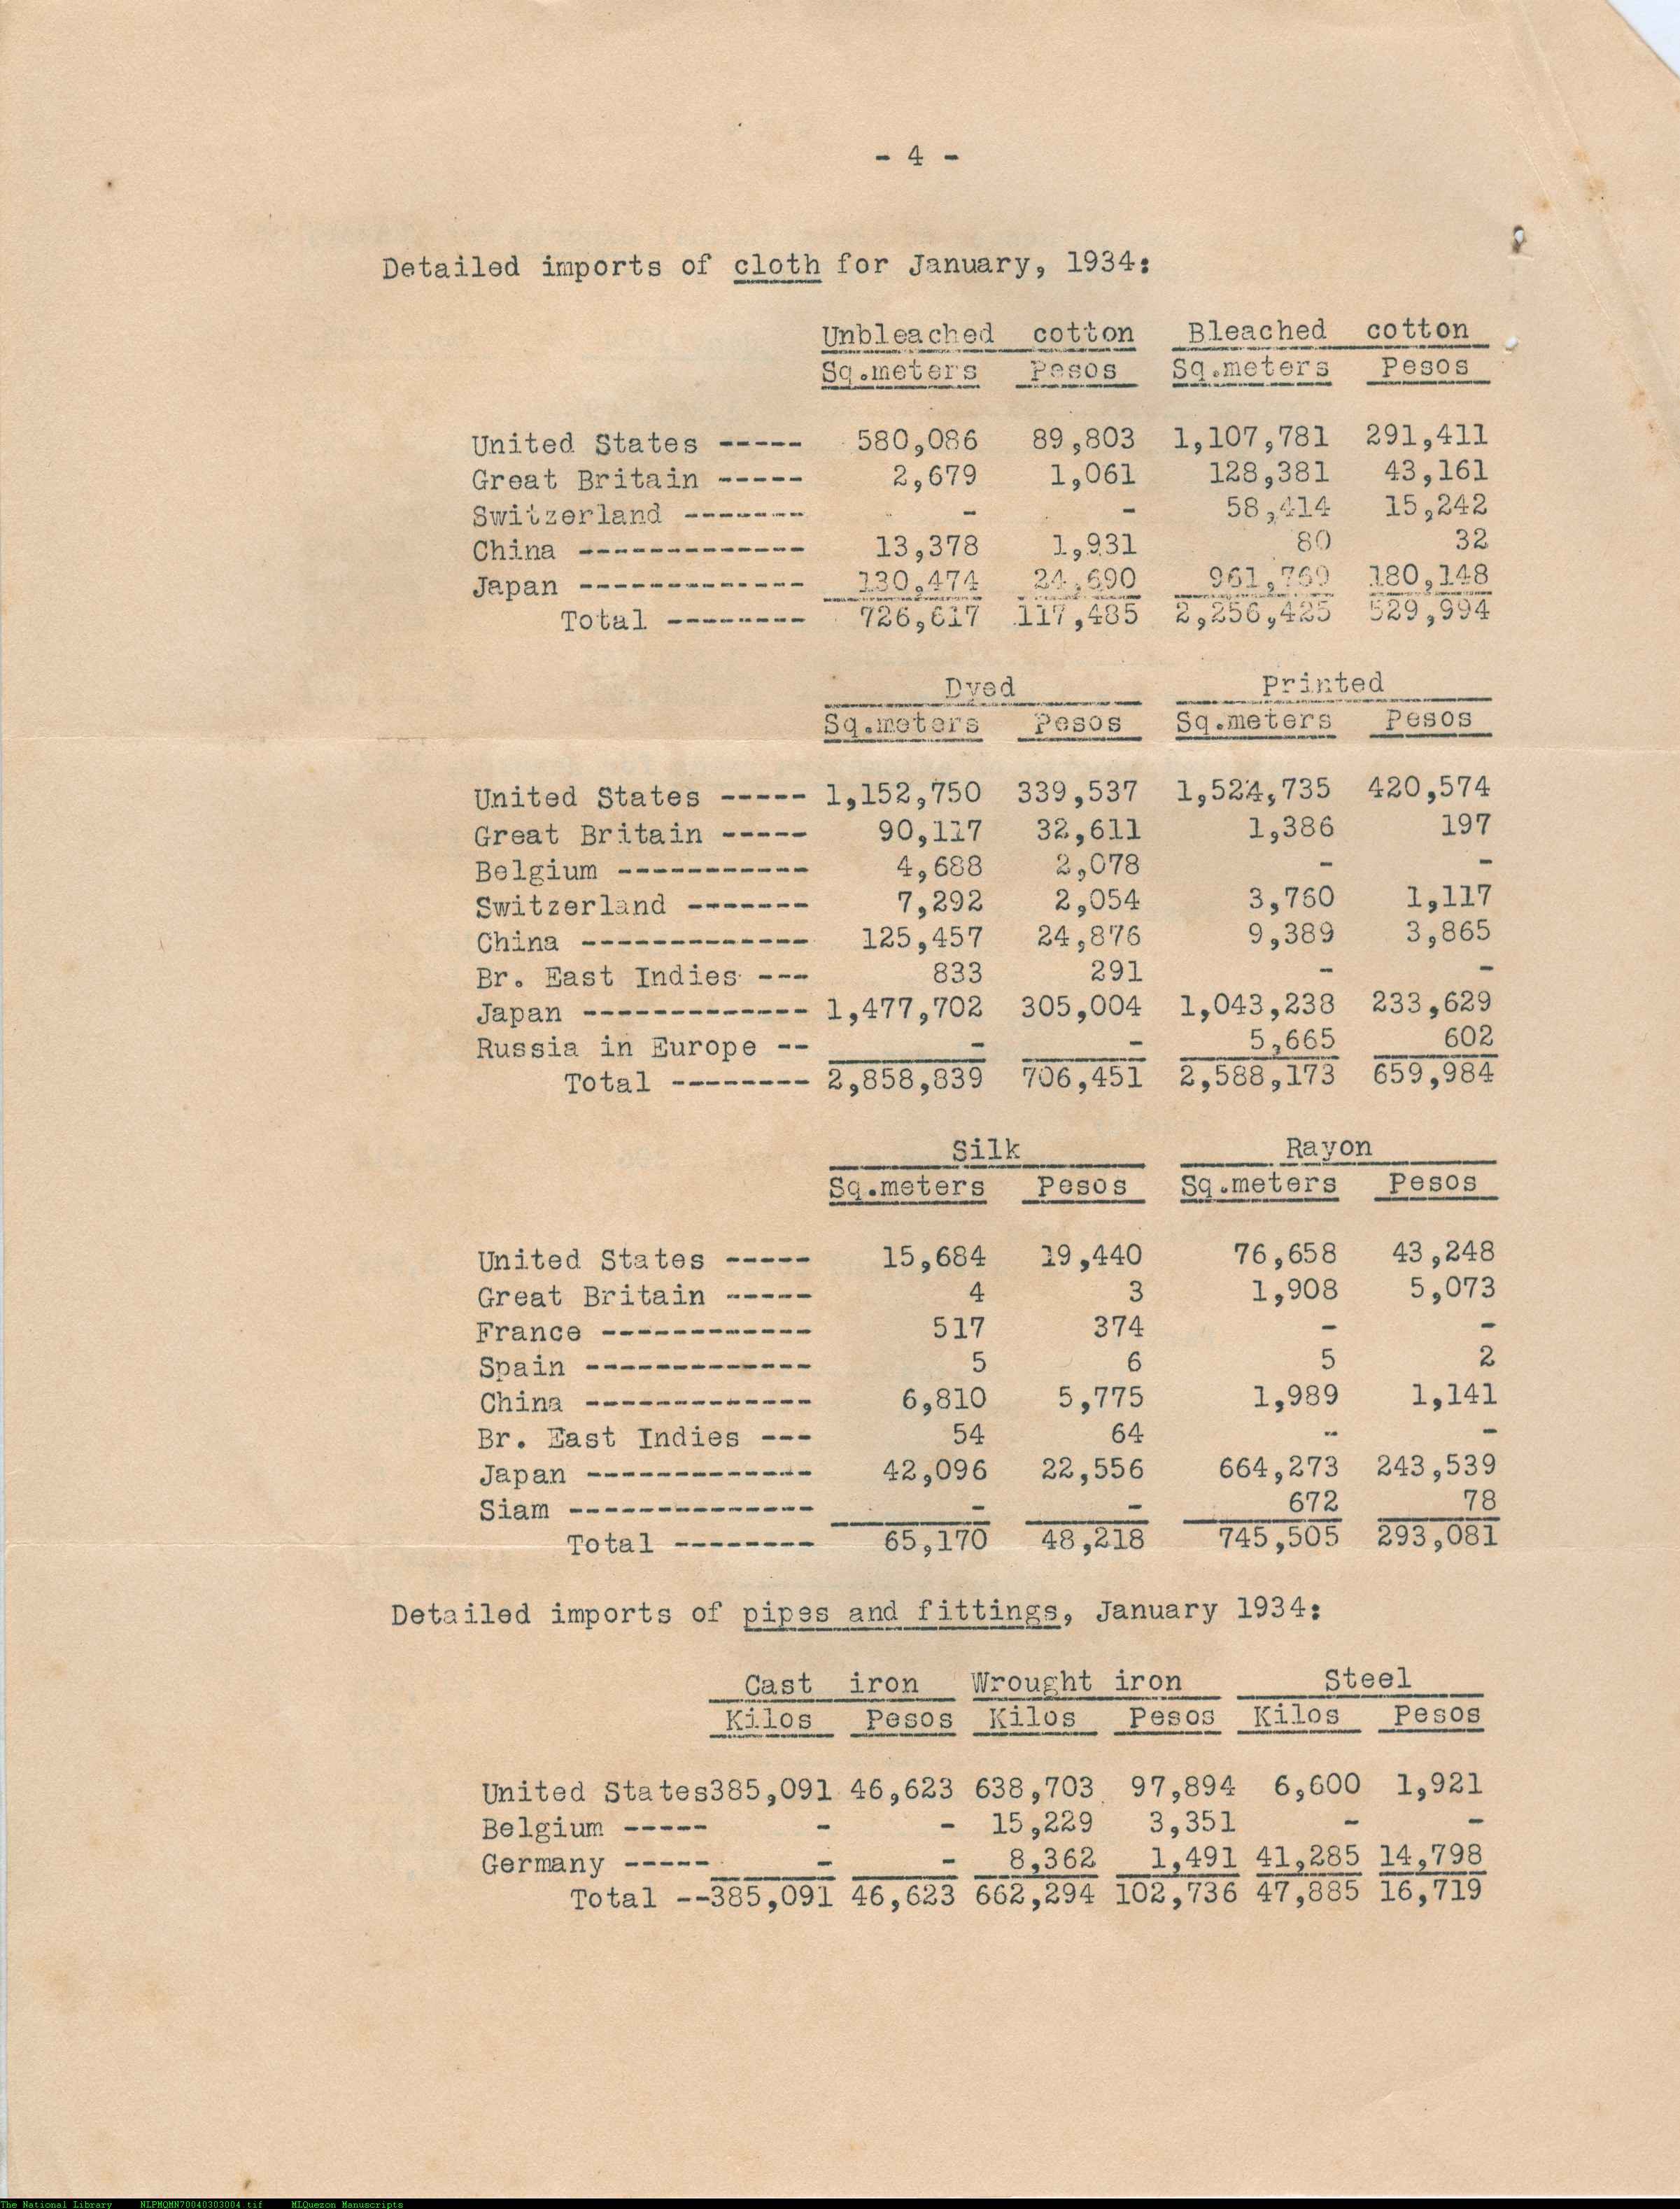 - 4 -
Detailed imports of cloth for January, 1934:
Unbleached cotton Bleached cotton
Sq.meters Pesos Sq.meters Pesos
United States ----- 580,086 89,803 1,107,781 291,411
Great Britain ----- 2,679 1,061 128,381 43,161
Switzerland ------- - - 58,414 15,242
China ------------- 13,378 1,931 80 32
Japan ------------- 130,474 24,690 961,769 180,148
Total -------- 726,617 117,485 2,256,425 529,994
Dyed Printed
Sq.meters Pesos Sq.meters Pesos
United States ----- 1,152,750 339,537 1,524,735 420,574
Great Britain ----- 90,117 32,611 1,386 197
Belgium ----------- 4,688 2,078 - -
Switzerland ------- 7,292 2,054 3,760 1,117
China ------------- 125,457 24,876 9,389 3,865
Br. East Indies --- 833 291 - -
Japan ------------- 1,477,702 305,004 1,043,238 233,629
Russia in Europe -- - - 5,665 602
Total -------- 2,858,839 706,451 2,588,173 659,984
Silk Rayon
Sq.meters Pesos Sq.meters Pesos
United States ----- 15,684 19,440 76,658 43,248
Great Britain ----- 4 3 1,908 5,073
France ------------ 517 374 - -
Spain ------------- 5 6 5 2
China ------------- 6,810 5,775 1,989 1,141
Br. East Indies --- 54 64 - -
Japan ------------- 42,096 22,556 664,273 243,539
Siam -------------- - - 672 78
Total -------- 65,170 48,218 745,505 293,081
Detailed imports of pipes and fittings, January 1934:
Cast iron Wrought iron Steel
Kilos Pesos Kilos Pesos Kilos Pesos
United States385,091 46,623 638,703 97,894 6,600 1,921
Belgium ----- - - 15,229 3,351 - -
Germany ----- - - 8,362 1,491 41,285 14,798
Total --385,091 46,623 662,294 102,736 47,885 16,719
The National Library NLPMQMN70040303004.tif MLQuezon Manuscripts